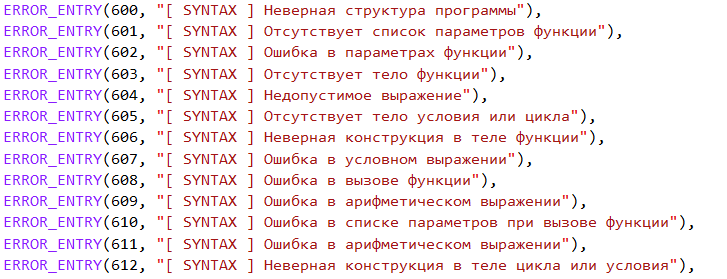 ERROR_ENTRY(600, "[ SYNTAX ] Неверная структура программы"),
ERROR_ENTRY(601, "[ SYNTAX ] Отсутствует список параметров функции"),
ERROR_ENTRY(602, "[ SYNTAX ] Ошибка в параметрах функции"),
ERROR_ENTRY(603, "[ SYNTAX ] Отсутствует тело функции"),
ERROR_ENTRY(604, "[ SYNTAX ] Недопустимое выражение"),
ERROR_ENTRY(605, "[ SYNTAX ] Отсутствует тело условия или цикла"),
ERROR_ENTRY(606, "[ SYNTAX ] Неверная конструкция в теле функции"),
ERROR_ENTRY(607, "[ SYNTAX ] Ошибка в условном выражении"),
ERROR_ENTRY(608, "[ SYNTAX ] Ошибка в вызове функции"),
ERROR_ENTRY(609, "[ SYNTAX ] Ошибка в арифметическом выражении"),
ERROR_ENTRY(610, "[ SYNTAX ] Ошибка в списке параметров при вызове функции"),
ERROR_ENTRY(611, "[ SYNTAX ] Ошибка в арифметическом выражении"),
ERROR_ENTRY(612, "[ SYNTAX ] Неверная конструкция в теле цикла или условия"),